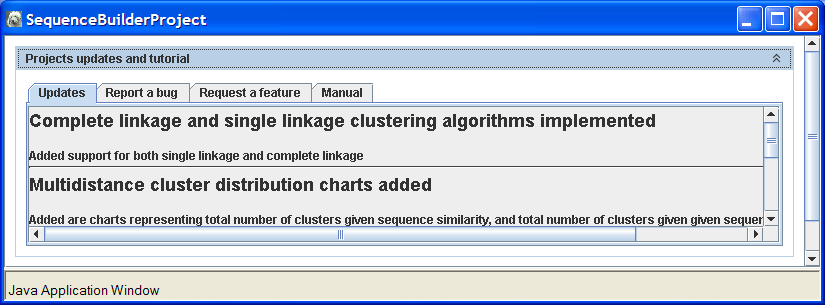 SequenceBuilderProject
Projects updates and tutorial
Updates Report a bug Request a feature Manual
Complete linkage and single linkage clustering algorithms implemented
Added support for both single linkage and complete linkage
Multidistance cluster distribution charts added
Added are charts representing total number of clusters given sequence similarity, and total number of clusters given given sequer
Java Application Window